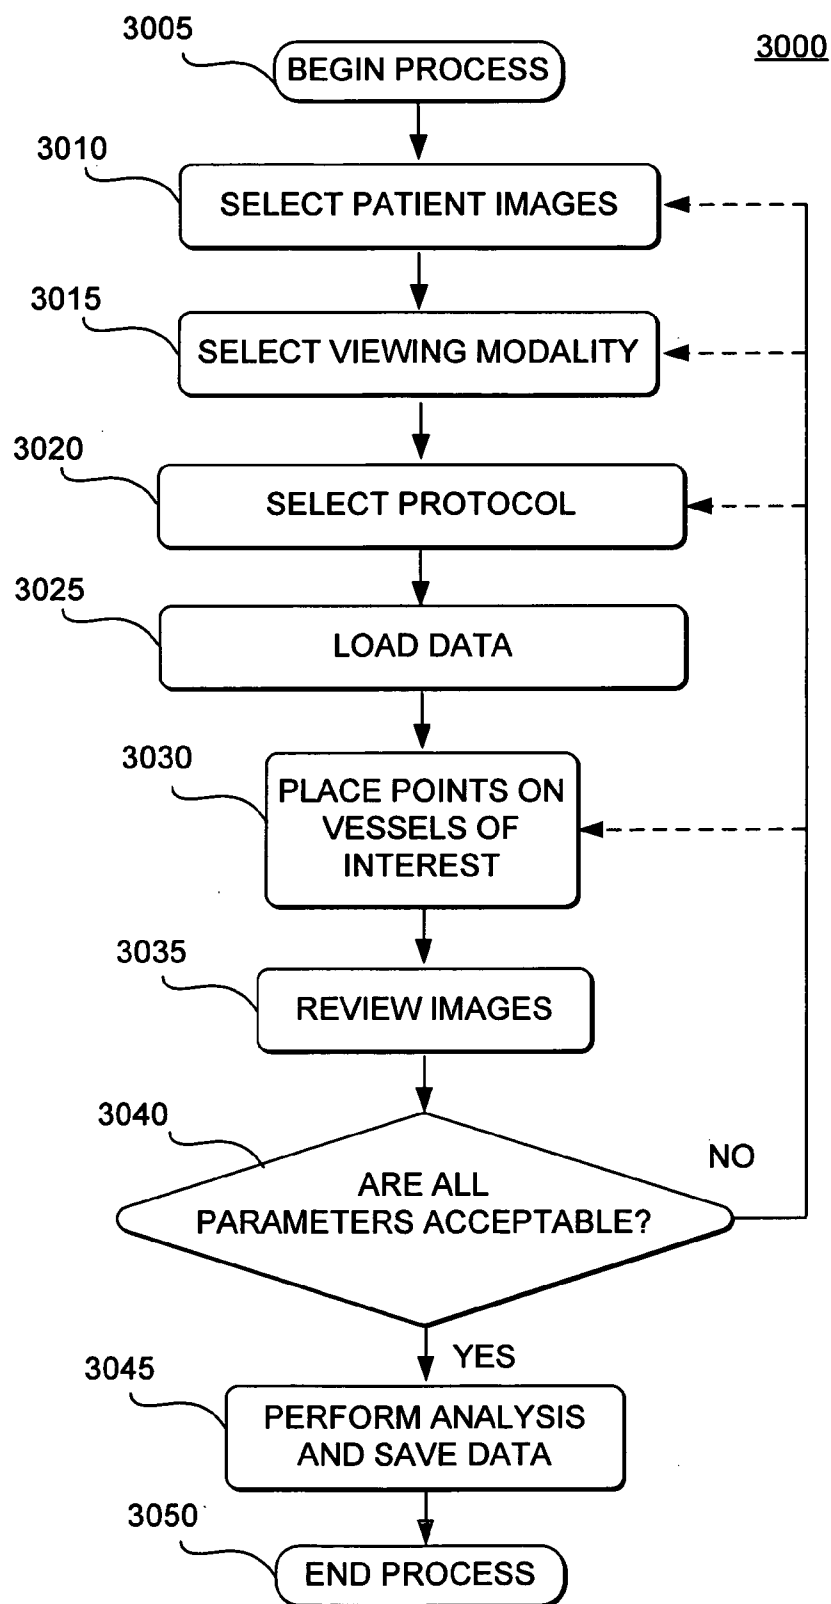 3005
BEGIN PROCESS
3000
3010
SELECT PATIENT IMAGES
3015
SELECT VIEWING MODALITY
3020
SELECT PROTOCOL
3025
LOAD DATA
3030
PLACE POINTS ON
VESSELS OF
INTEREST
3035
REVIEW IMAGES
3040
ARE ALL
PARAMETERS ACCEPTABLE?
NO
YES
3045
PERFORM ANALYSIS
AND SAVE DATA
3050
END PROCESS